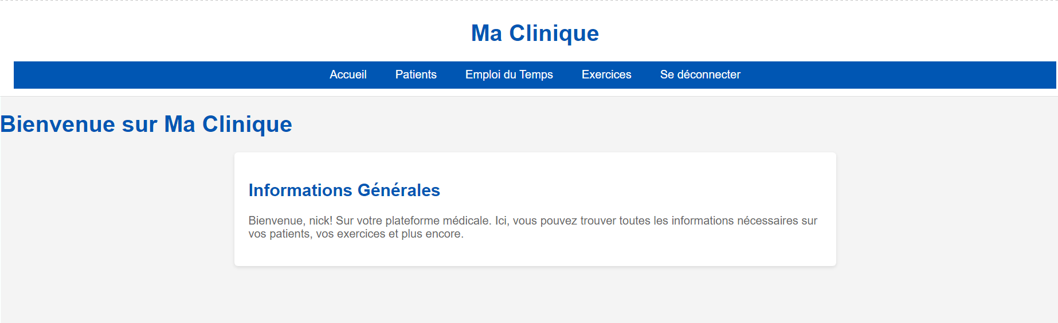 Ma Clinique
Accueil Patients Emploi du Temps Exercices Se déconnecter
Bienvenue sur Ma Clinique
Informations Générales
Bienvenue, nick! Sur votre plateforme médicale. Ici, vous pouvez trouver toutes les informations nécessaires sur
vos patients, vos exercices et plus encore.